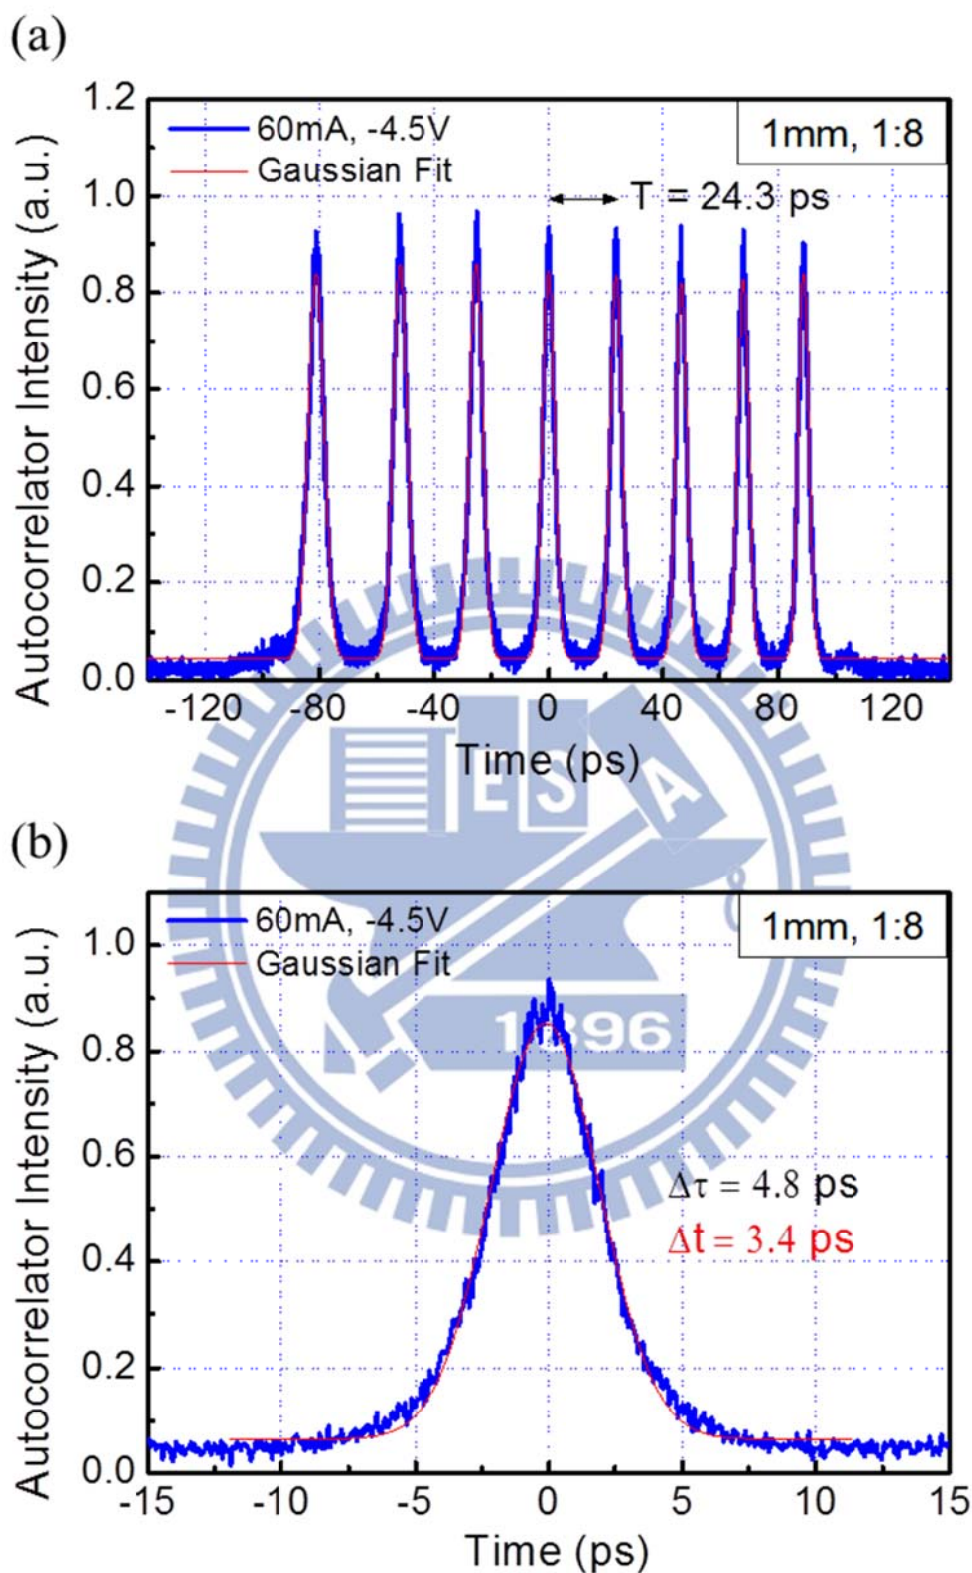 (a)
1.2
1.0
0.8
0.6
0.4
0.2
0.0
Autocorrelator Intensity (a.u.)
60mA, -4.5V
Gaussian Fit
1mm, 1:8
T = 24.3 ps
-120 -80 -40 0 40 80 120
Time (ps)
ESA
(b)
1.0
0.8
0.6
0.4
0.2
0.0
Autocorrelator Intensity (a.u.)
60mA, -4.5V
Gaussian Fit
1mm, 1:8
1896
Δτ = 4.8 ps
Δt = 3.4 ps
-15 -10 -5 0 5 10 15
Time (ps)